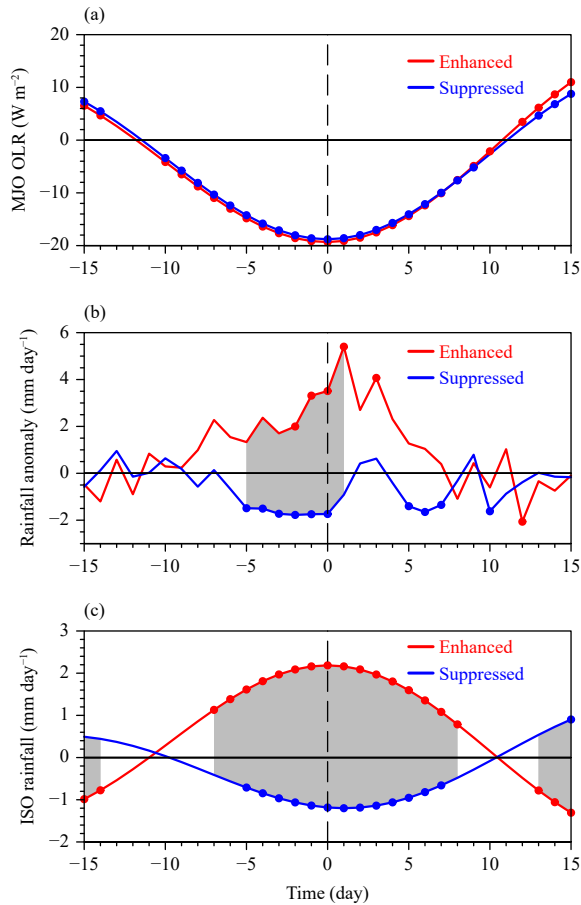 (a)
MJO OLR (W m⁻²)
20
10
0
−10
−20
Enhanced
Suppressed
−15 −10 −5 0 5 10 15
(b)
Rainfall anomaly (mm day⁻¹)
6
4
2
0
−2
Enhanced
Suppressed
−15 −10 −5 0 5 10 15
(c)
ISO rainfall (mm day⁻¹)
3
2
1
0
−1
−2
Enhanced
Suppressed
−15 −10 −5 0 5 10 15
Time (day)